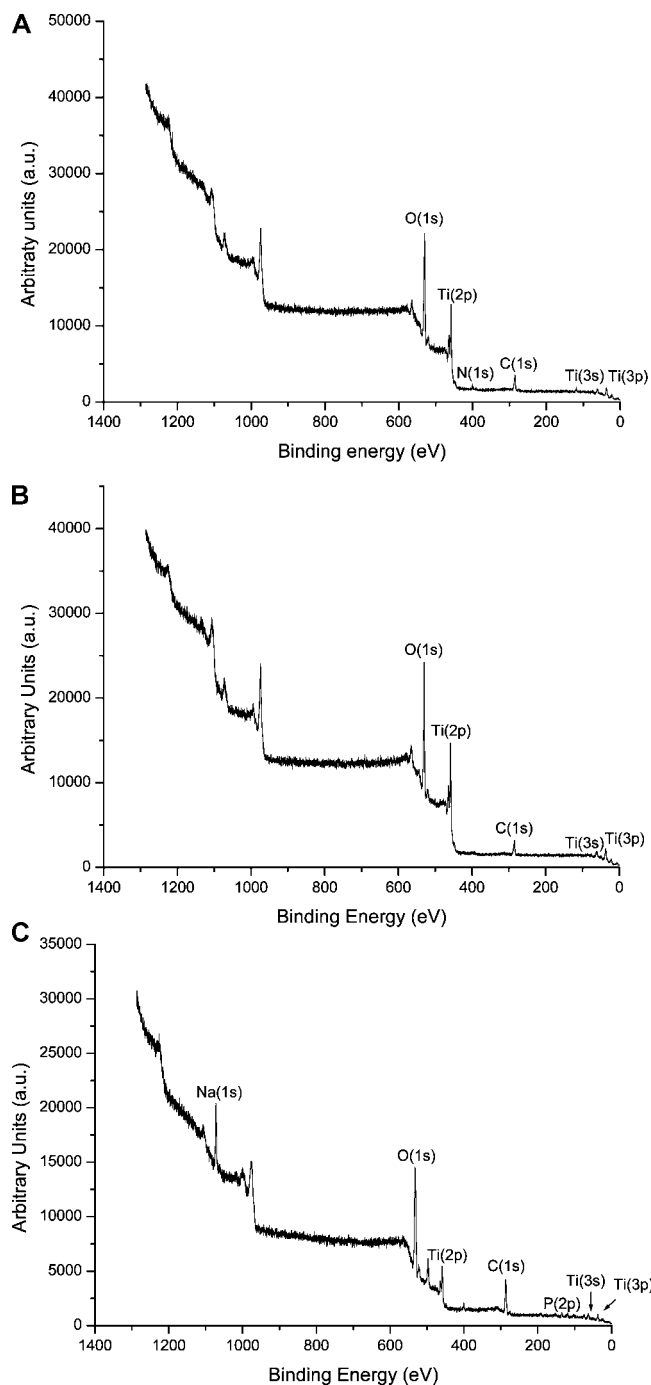 A
50000
40000
30000
20000
10000
0
Arbitraty units (a.u.)
O(1s)
Ti(2p)
N(1s)
C(1s)
Ti(3s)
Ti(3p)
1400 1200 1000 800 600 400 200 0
Binding energy (eV)
B
40000
30000
20000
10000
0
Arbitrary Units (a.u.)
O(1s)
Ti(2p)
C(1s)
Ti(3s)
Ti(3p)
1400 1200 1000 800 600 400 200 0
Binding Energy (eV)
C
35000
30000
25000
20000
15000
10000
5000
0
Arbitrary Units (a.u.)
Na(1s)
O(1s)
Ti(2p)
C(1s)
P(2p)
Ti(3s)
Ti(3p)
1400 1200 1000 800 600 400 200 0
Binding Energy (eV)